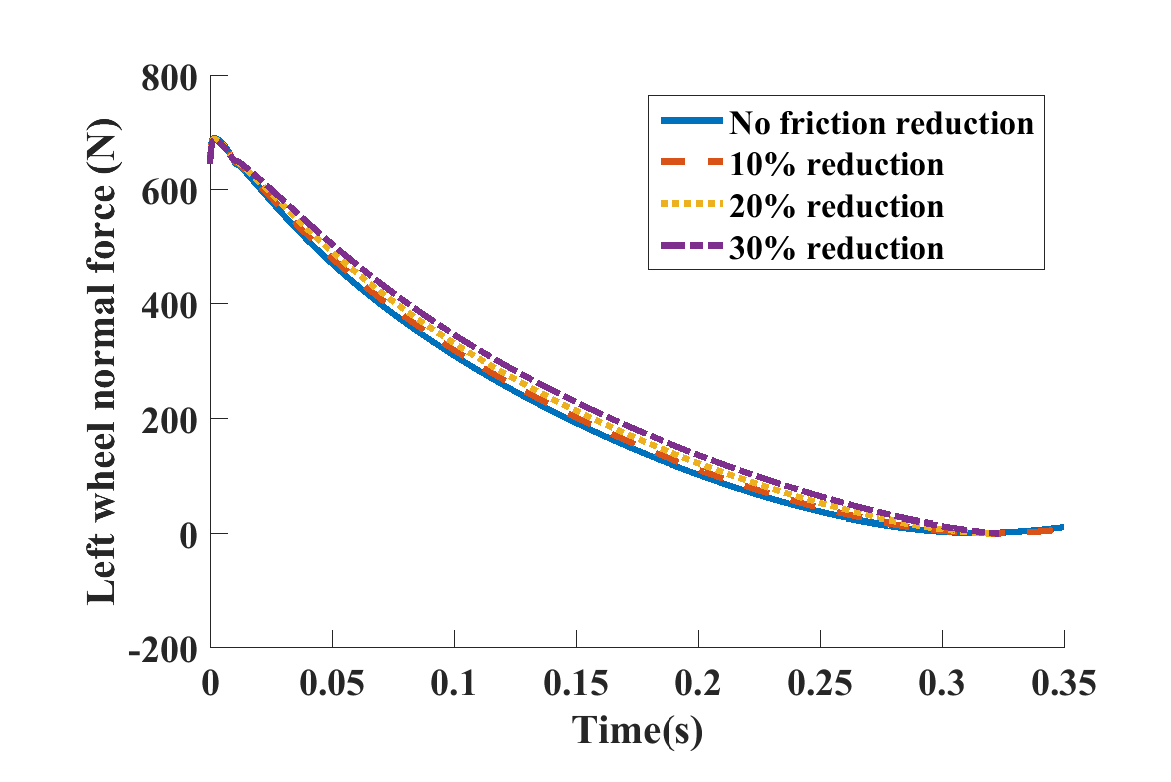 800
600
400
200
0
-200
Left wheel normal force (N)
No friction reduction
10% reduction
20% reduction
30% reduction
0 0.05 0.1 0.15 0.2 0.25 0.3 0.35
Time(s)